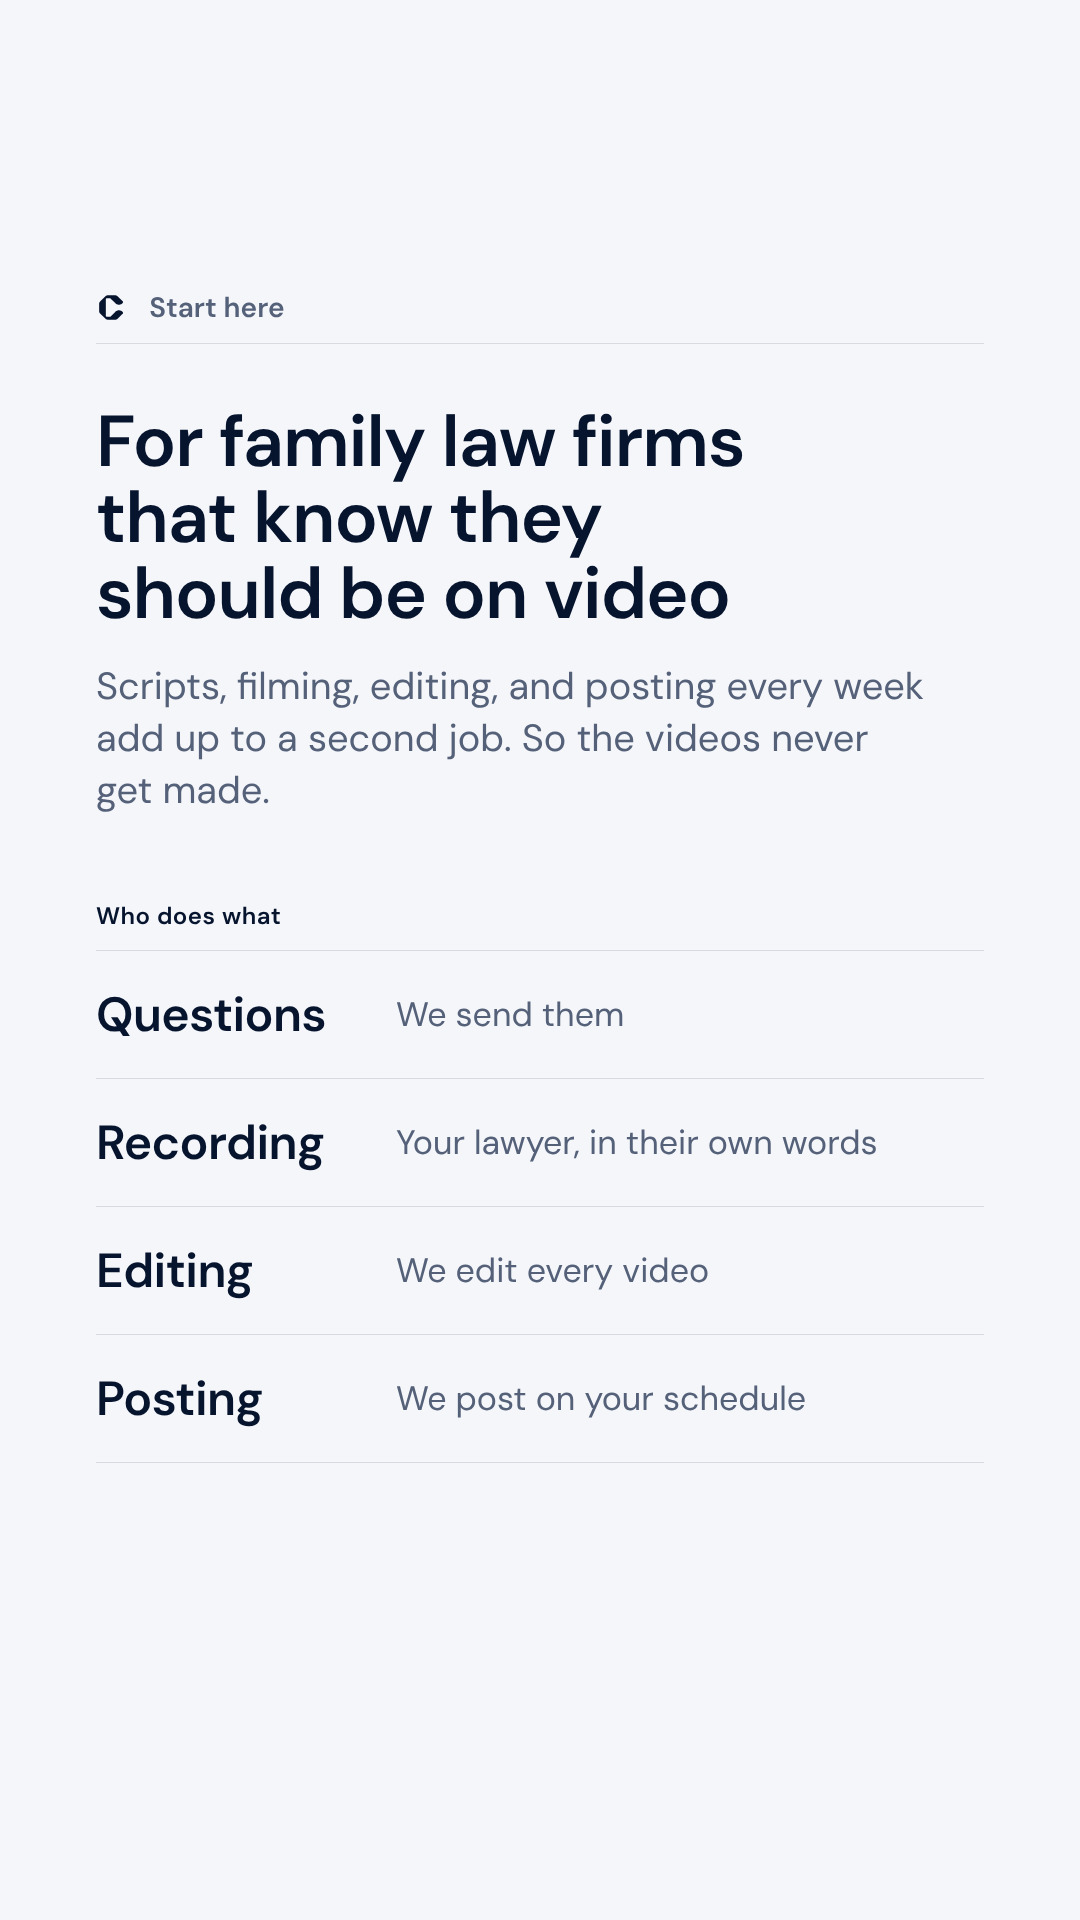 Start here
For family law firms
that know they
should be on video
Scripts, filming, editing, and posting every week
add up to a second job. So the videos never
get made.
Who does what
Questions We send them
Recording Your lawyer, in their own words
Editing We edit every video
Posting We post on your schedule